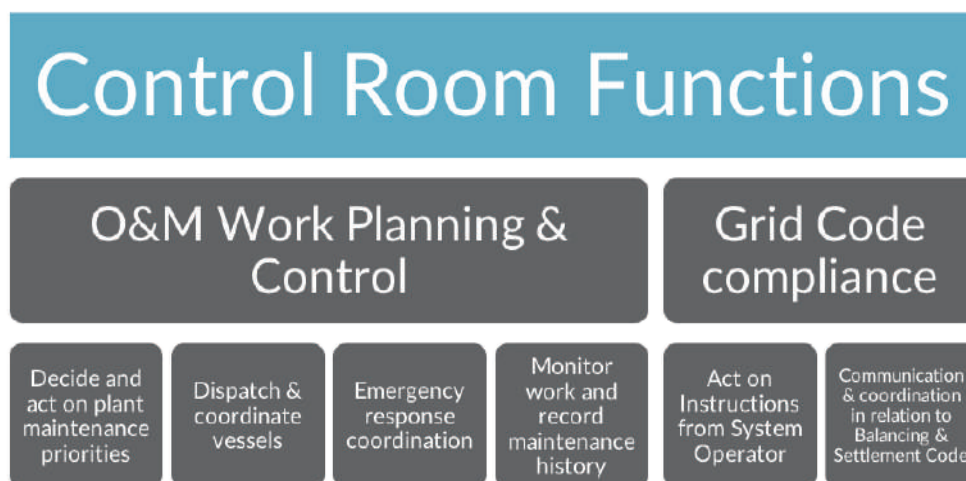 Control Room Functions
O&M Work Planning &
Control
Grid Code
compliance
Decide and
act on plant
maintenance
priorities
Dispatch &
coordinate
vessels
Emergency
response
coordination
Monitor
work and
record
maintenance
history
Act on
Instructions
from System
Operator
Communication
& coordination
in relation to
Balancing &
Settlement Code